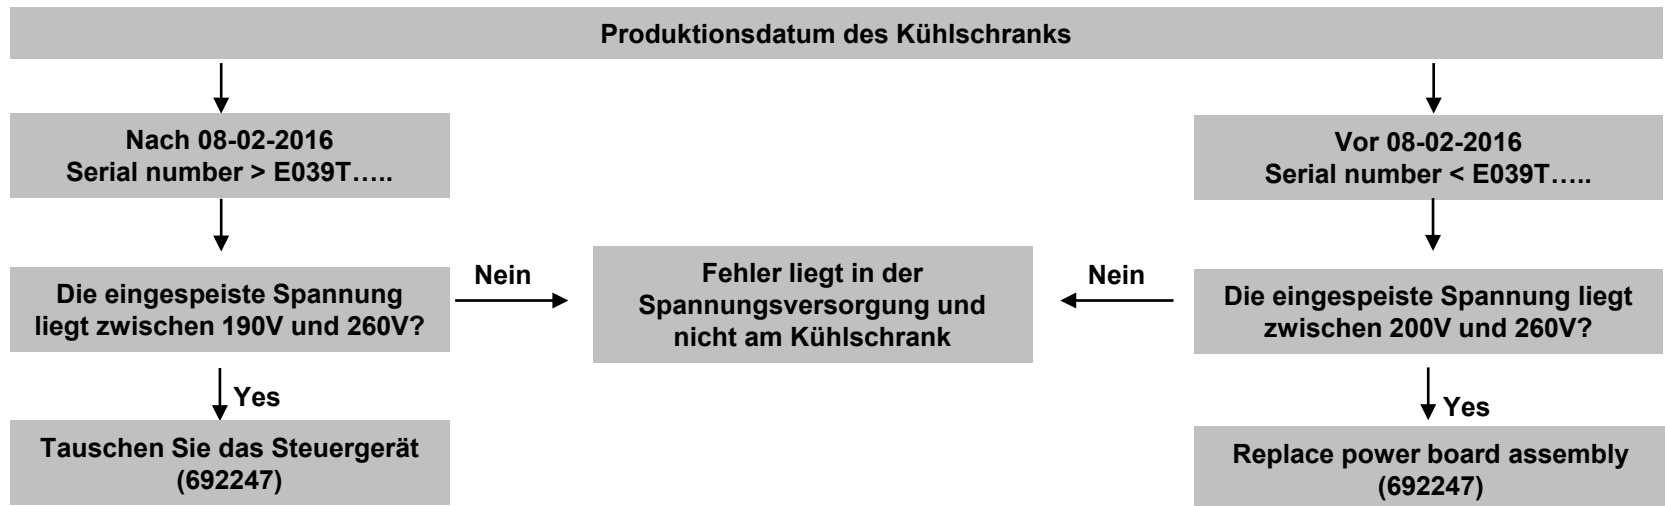 Produktionsdatum des Kühlschranks
Nach 08-02-2016
Serial number > E039T…..
Vor 08-02-2016
Serial number < E039T…..
Die eingespeiste Spannung
liegt zwischen 190V und 260V?
Nein
Fehler liegt in der
Spannungsversorgung und
nicht am Kühlschrank
Nein
Die eingespeiste Spannung liegt
zwischen 200V und 260V?
Yes
Yes
Tauschen Sie das Steuergerät
(692247)
Replace power board assembly
(692247)